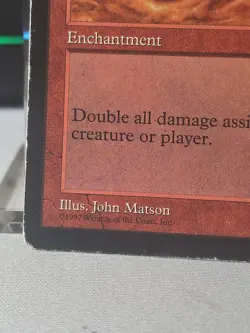 Enchantment
Double all damage assi
creature or player.
Illus. John Matson
©1997 Wizards of the Coast, Inc.